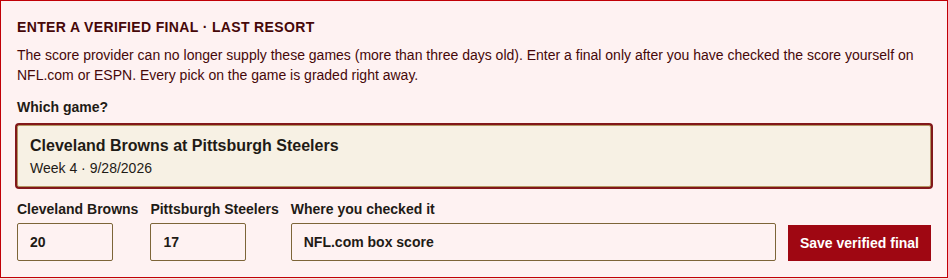 ENTER A VERIFIED FINAL · LAST RESORT
The score provider can no longer supply these games (more than three days old). Enter a final only after you have checked the score yourself on
NFL.com or ESPN. Every pick on the game is graded right away.
Which game?
Cleveland Browns at Pittsburgh Steelers
Week 4 · 9/28/2026
Cleveland Browns Pittsburgh Steelers Where you checked it
20 17 NFL.com box score Save verified final